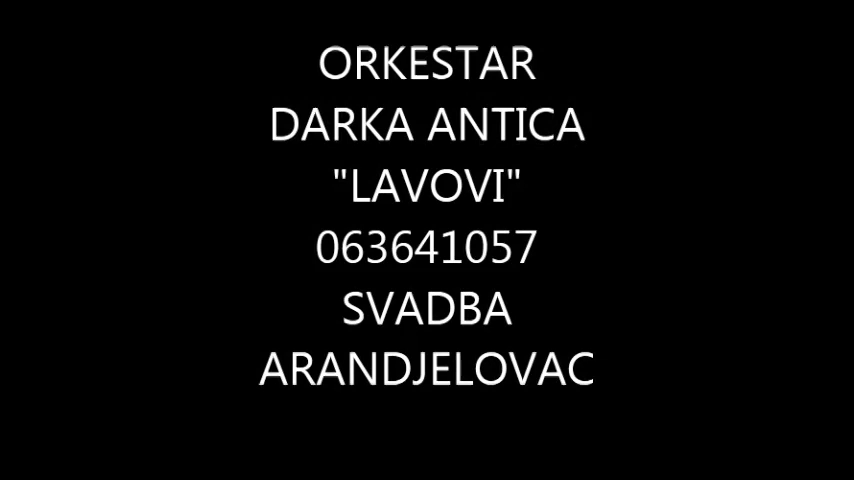 ORKESTAR
DARKA ANTICA
"LAVOVI"
063641057
SVADBA
ARANDJELOVAC